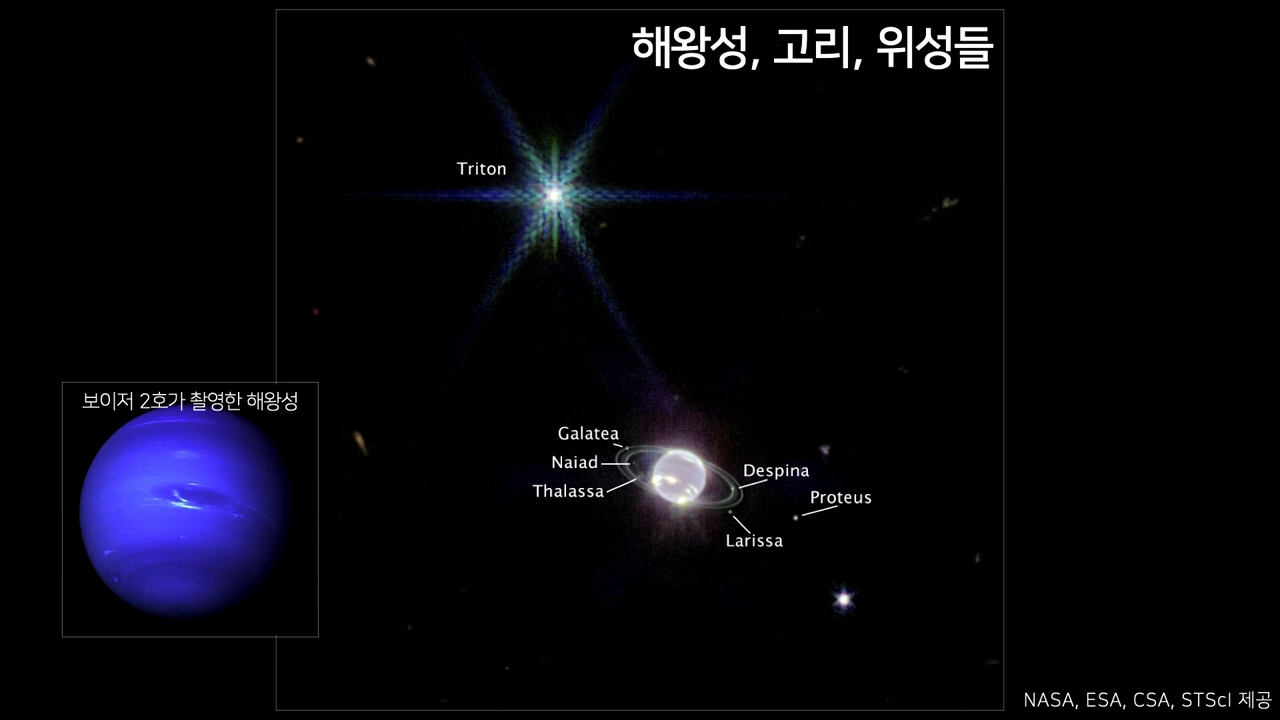 해왕성, 고리, 위성들
Triton
보이저 2호가 촬영한 해왕성
Galatea
Naiad
Thalassa
Despina
Proteus
Larissa
NASA, ESA, CSA, STScI 제공